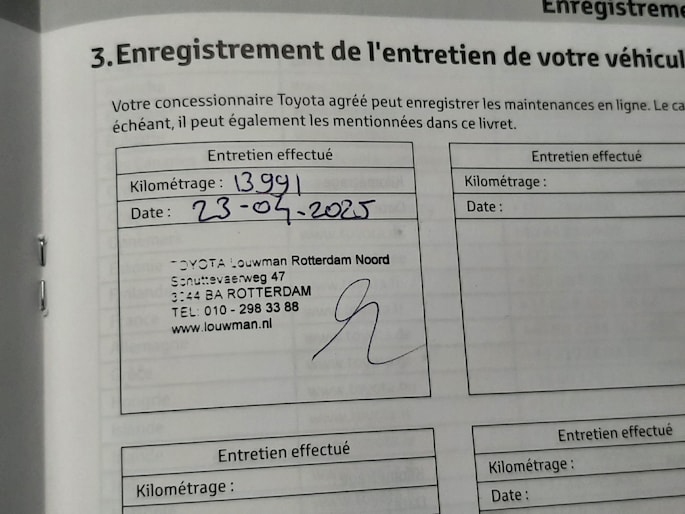 Enregistreme
3. Enregistrement de l'entretien de votre véhicul
Votre concessionnaire Toyota agréé peut enregistrer les maintenances en ligne. Le ca
échéant, il peut également les mentionnées dans ce livret.
Entretien effectué
Kilométrage : 13991
Date : 23-04-2025
TOYOTA Louwman Rotterdam Noord
Schuttevaerweg 47
3044 BA ROTTERDAM
TEL: 010 - 298 33 88
www.louwman.nl
Entretien effectué
Kilométrage :
Date :
Entretien effectué
Kilométrage :
Entretien effectué
Kilométrage :
Date :